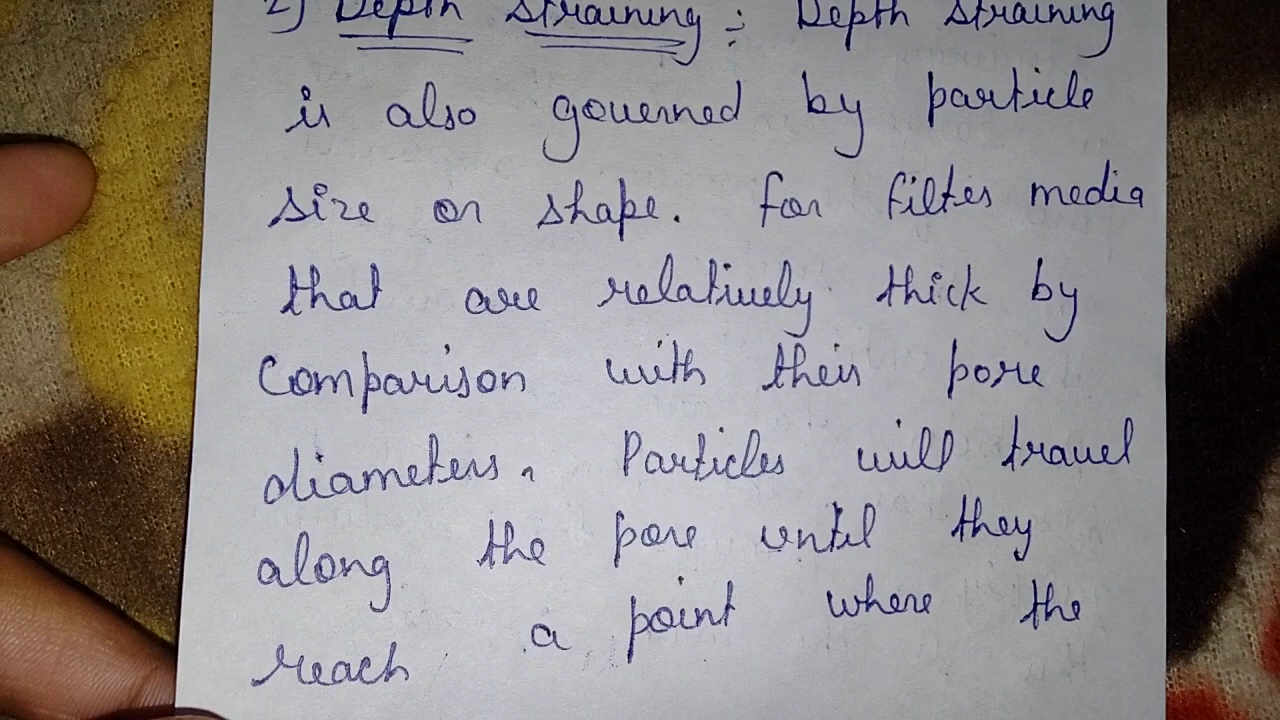 2) Depth straining :- Depth straining
is also governed by particle
size or shape. For filter media
that are relatively thick by
Comparison with their pore
diameters, Particles will travel
along the pore until they
reach a point where the